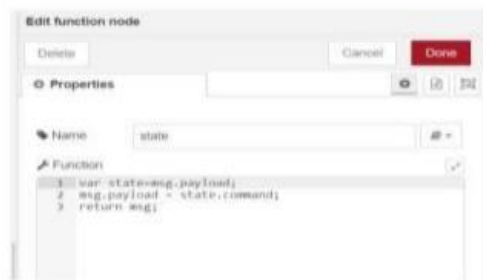 Edit function node
Delete
Cancel
Done
Properties
Name
state
Function
1 var state=msg.payload;
2 msg.payload = state.command;
3 return msg;